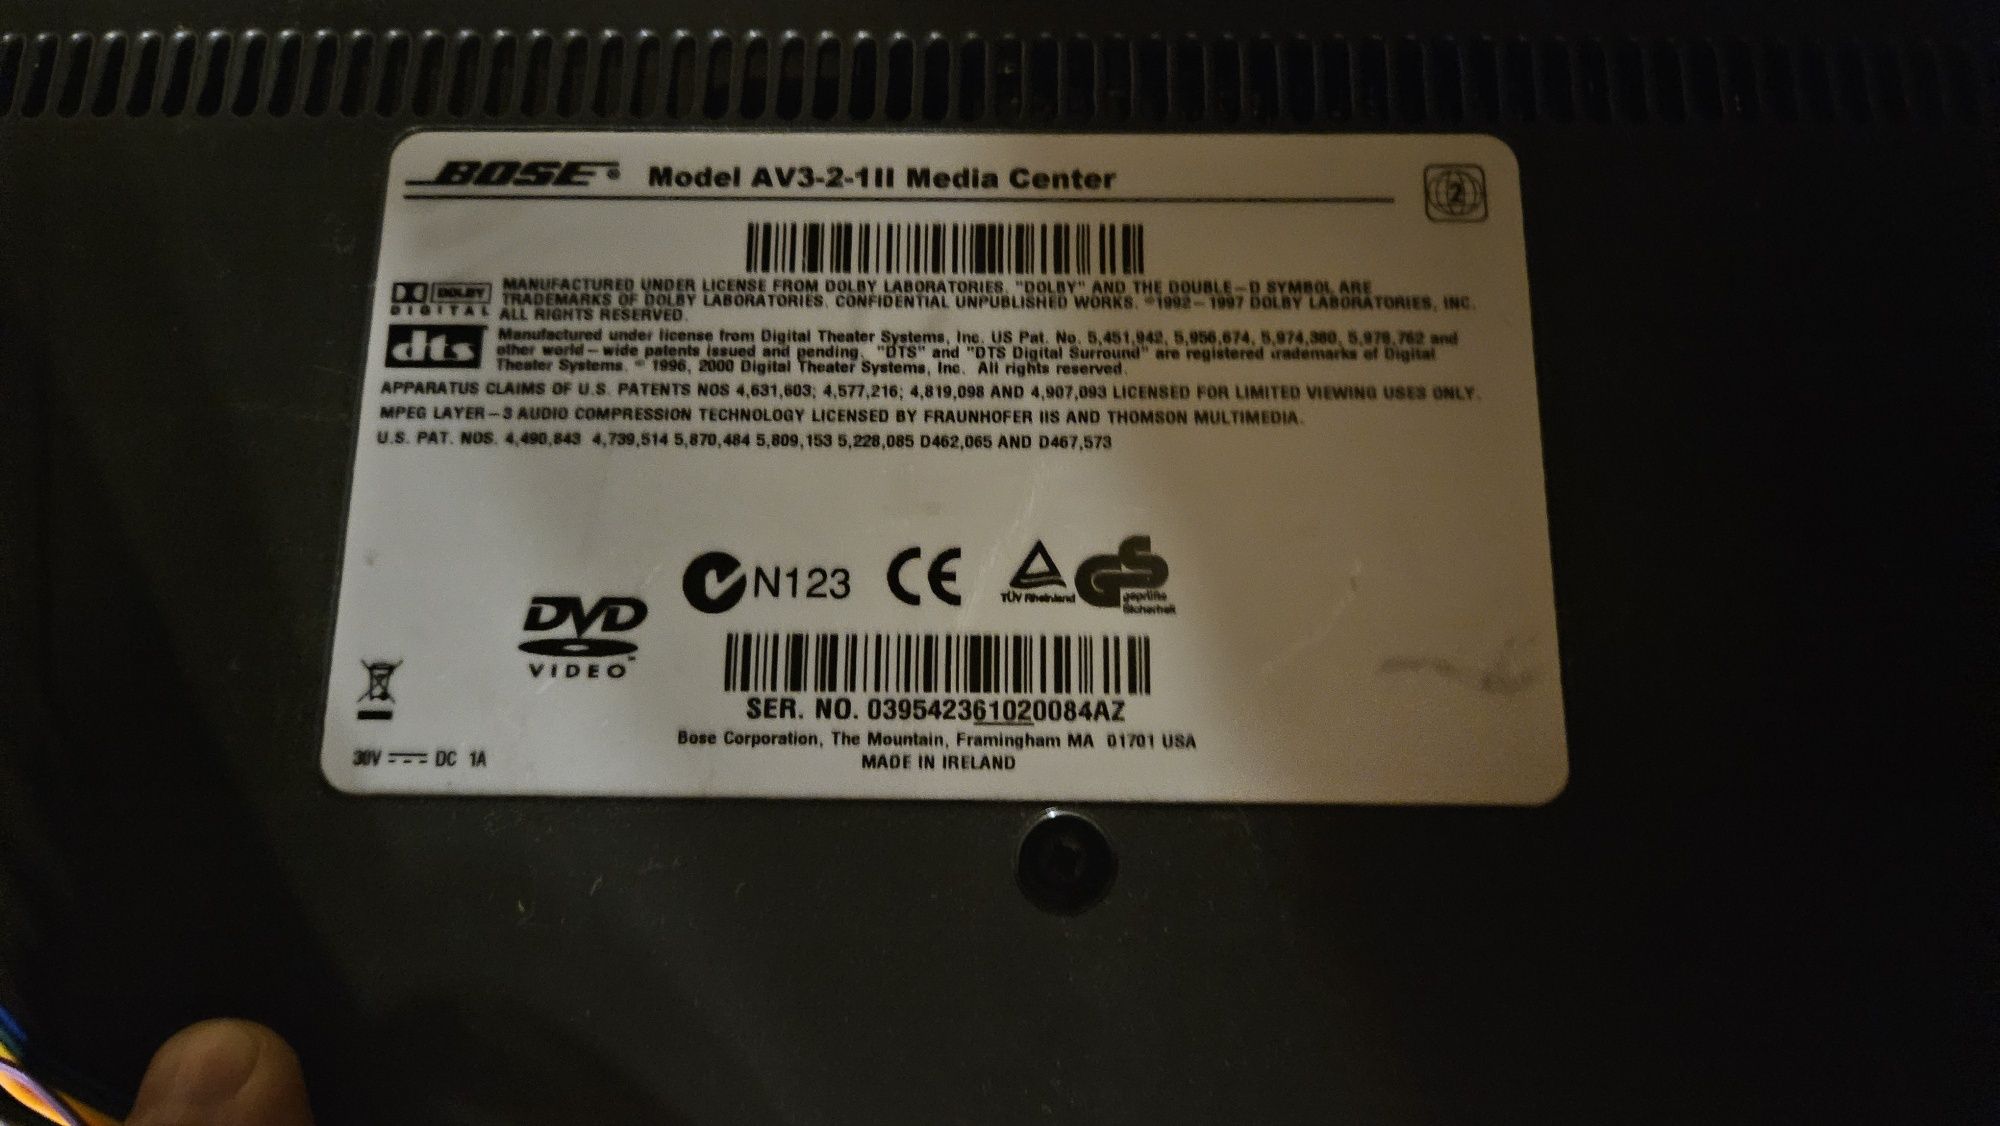 BOSE® Model AV3-2-1II Media Center
2
DOLBY
DIGITAL
MANUFACTURED UNDER LICENSE FROM DOLBY LABORATORIES. "DOLBY" AND THE DOUBLE-D SYMBOL ARE
TRADEMARKS OF DOLBY LABORATORIES. CONFIDENTIAL UNPUBLISHED WORKS. ©1992-1997 DOLBY LABORATORIES, INC.
ALL RIGHTS RESERVED.
dts
Manufactured under license from Digital Theater Systems, Inc. US Pat. No. 5,451,942, 5,956,674, 5,974,380, 5,978,762 and
other world-wide patents issued and pending. "DTS" and "DTS Digital Surround" are registered trademarks of Digital
Theater Systems. © 1996, 2000 Digital Theater Systems, Inc. All rights reserved.
APPARATUS CLAIMS OF U.S. PATENTS NOS 4,631,603; 4,577,216; 4,819,098 AND 4,907,093 LICENSED FOR LIMITED VIEWING USES ONLY.
MPEG LAYER-3 AUDIO COMPRESSION TECHNOLOGY LICENSED BY FRAUNHOFER IIS AND THOMSON MULTIMEDIA.
U.S. PAT. NOS. 4,490,843 4,739,514 5,870,484 5,809,153 5,228,085 D462,065 AND D467,573
N123 CE
TÜV Rheinland
GS
geprüfte
Sicherheit
DVD
VIDEO™
SER. NO. 039542361020084AZ
Bose Corporation, The Mountain, Framingham MA 01701 USA
MADE IN IRELAND
30V DC 1A